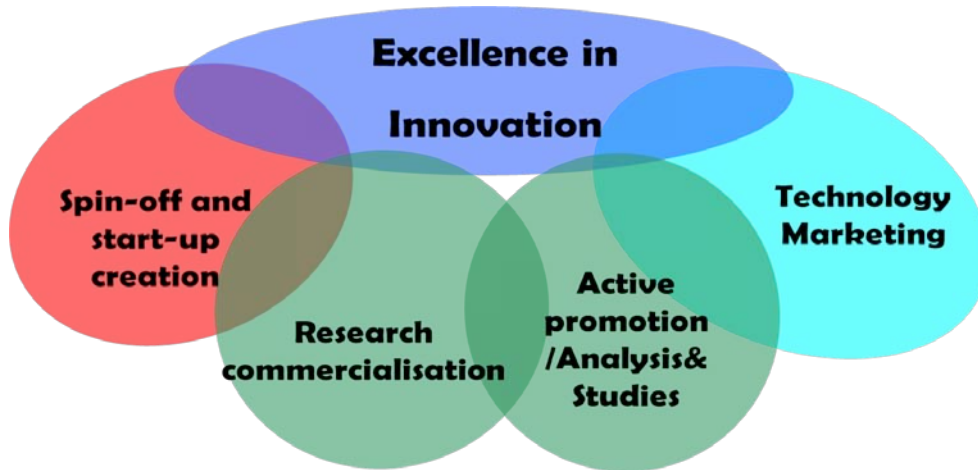 Excellence in
Innovation
Spin-off and
start-up
creation
Technology
Marketing
Research
commercialisation
Active
promotion
/Analysis&
Studies